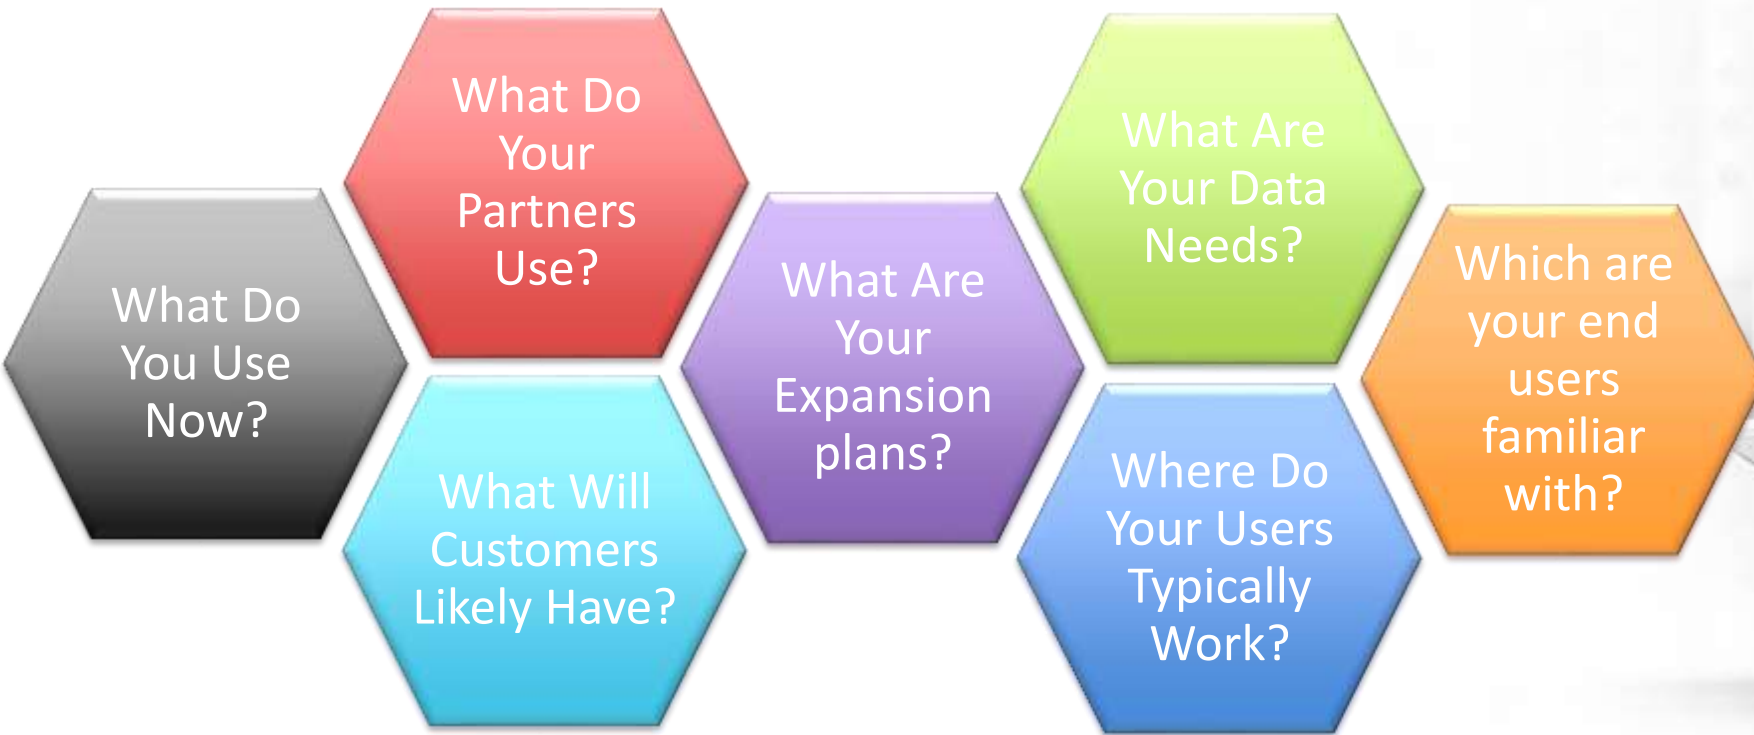 What Do
You Use
Now?
What Do
Your
Partners
Use?
What Will
Customers
Likely Have?
What Are
Your
Expansion
plans?
What Are
Your Data
Needs?
Where Do
Your Users
Typically
Work?
Which are
your end
users
familiar
with?